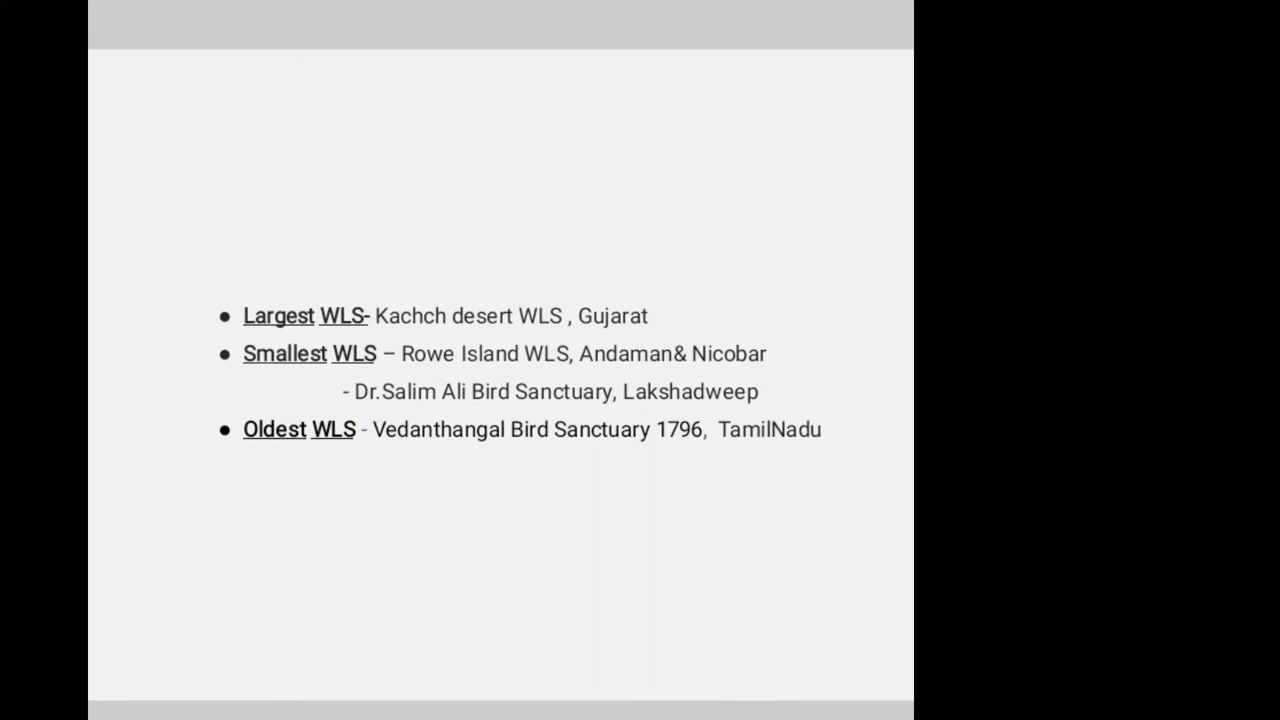 ● Largest WLS- Kachch desert WLS , Gujarat
● Smallest WLS – Rowe Island WLS, Andaman& Nicobar
- Dr.Salim Ali Bird Sanctuary, Lakshadweep
● Oldest WLS - Vedanthangal Bird Sanctuary 1796, TamilNadu